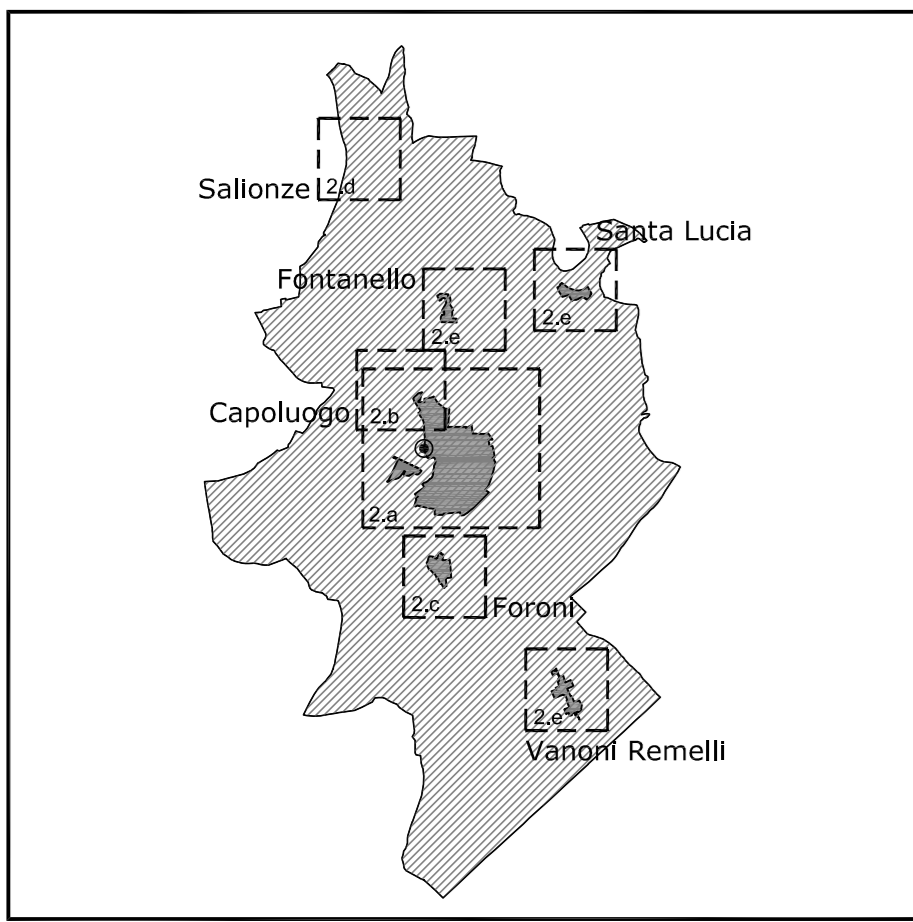 Salionze
2.d
Santa Lucia
2.e
Fontanello
2.e
Capoluogo
2.b
2.a
2.c
Foroni
2.e
Vanoni Remelli